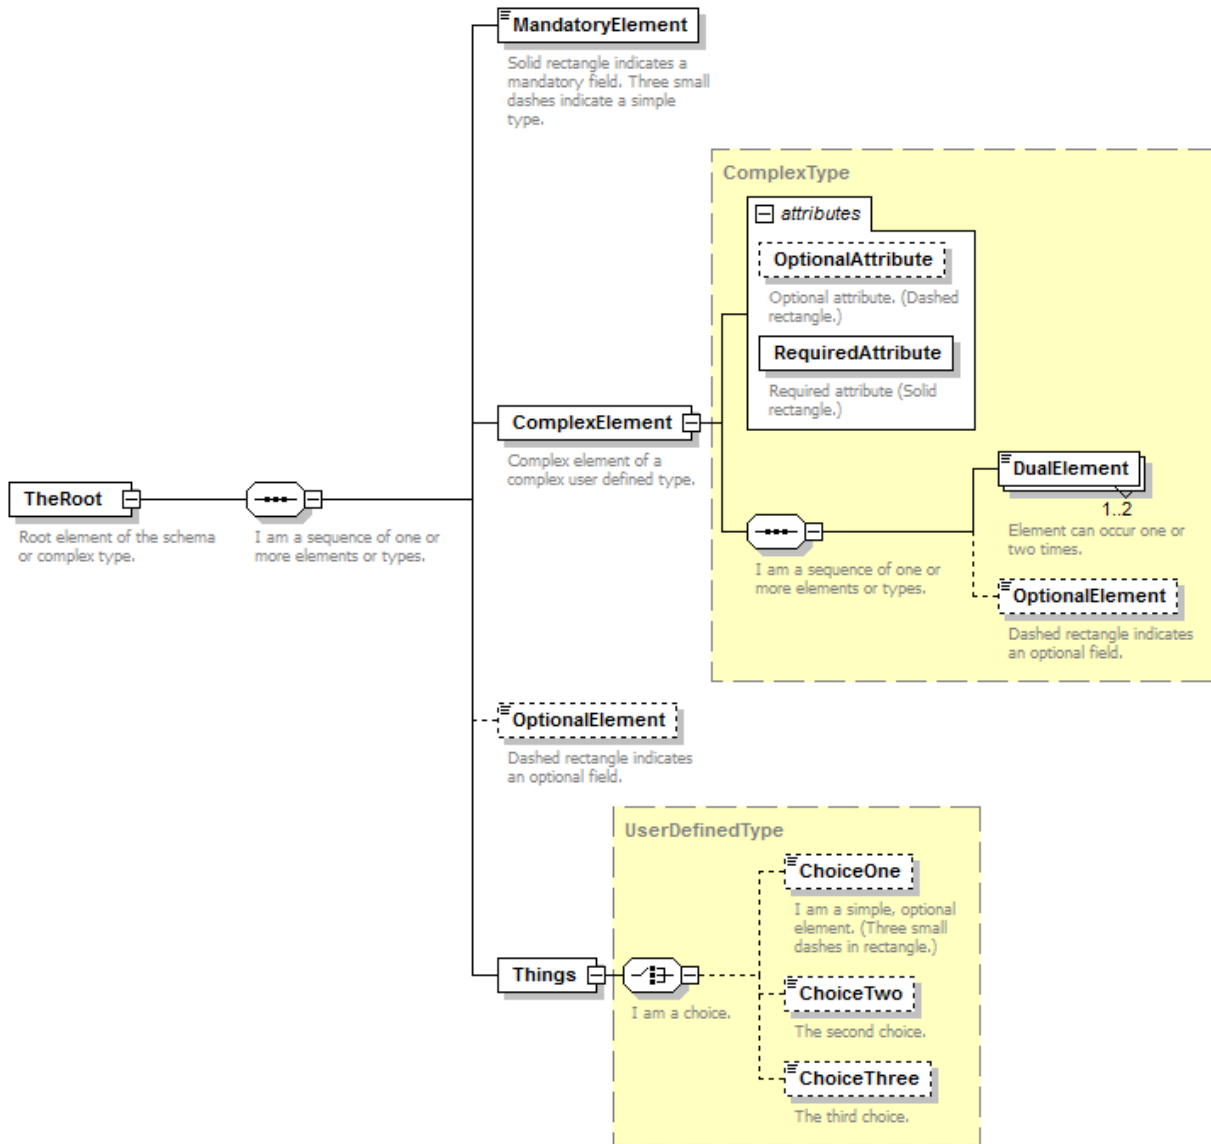 MandatoryElement
Solid rectangle indicates a
mandatory field. Three small
dashes indicate a simple
type.
ComplexType
attributes
OptionalAttribute
Optional attribute. (Dashed
rectangle.)
RequiredAttribute
Required attribute (Solid
rectangle.)
ComplexElement
Complex element of a
complex user defined type.
DualElement
1..2
Element can occur one or
two times.
TheRoot
Root element of the schema
or complex type.
I am a sequence of one or
more elements or types.
I am a sequence of one or
more elements or types.
OptionalElement
Dashed rectangle indicates
an optional field.
OptionalElement
Dashed rectangle indicates
an optional field.
UserDefinedType
ChoiceOne
I am a simple, optional
element. (Three small
dashes in rectangle.)
Things
I am a choice.
ChoiceTwo
The second choice.
ChoiceThree
The third choice.